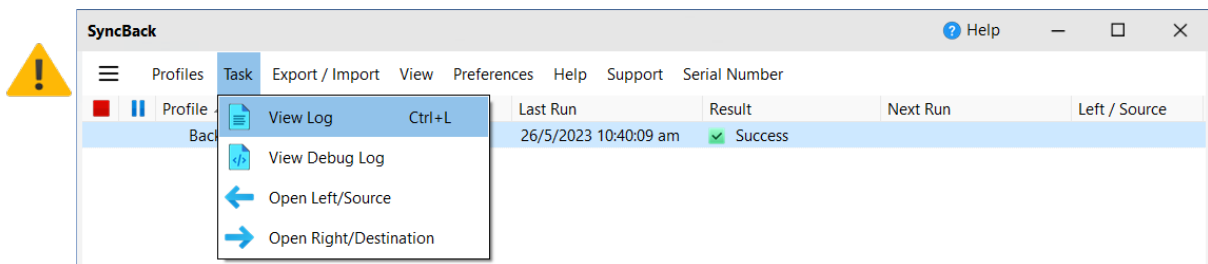 SyncBack Help
Profiles Task Export / Import View Preferences Help Support Serial Number
Profile Last Run Result Next Run Left / Source
26/5/2023 10:40:09 am Success
View Log Ctrl+L
View Debug Log
Open Left/Source
Open Right/Destination